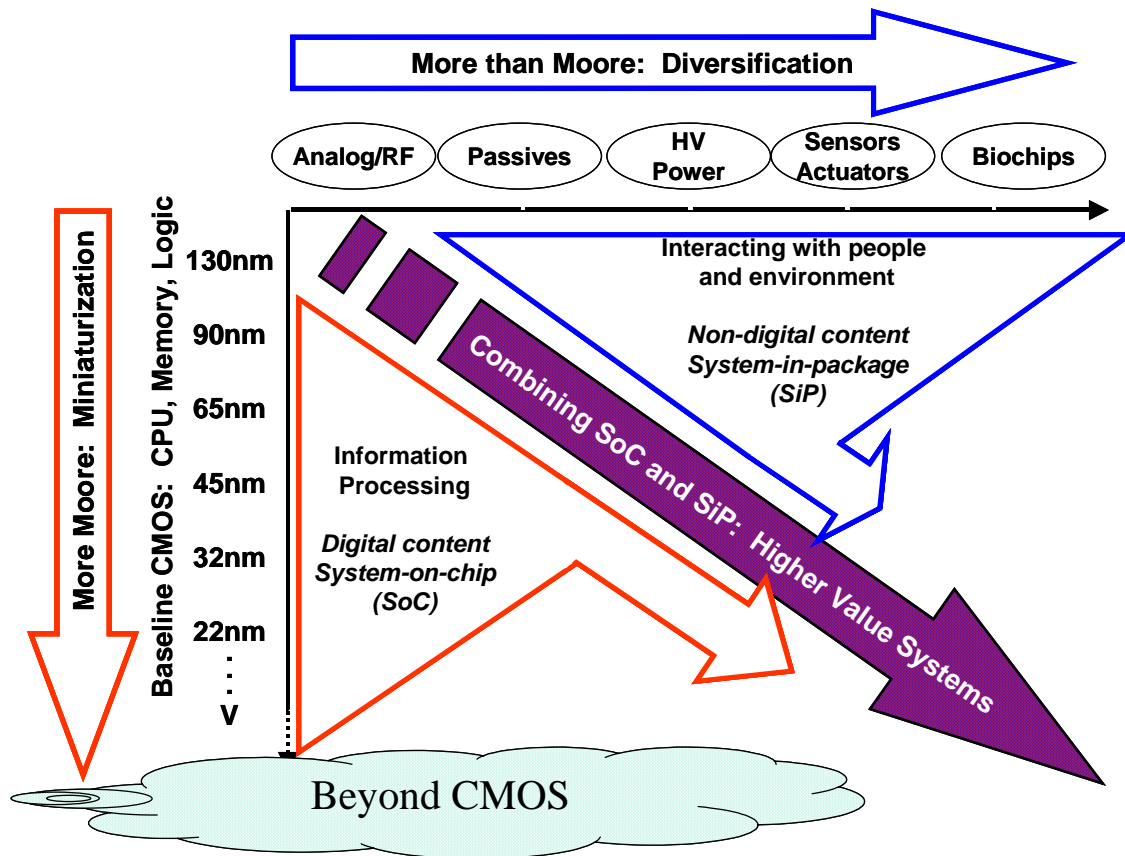 More than Moore:  Diversification
Analog/RF
Passives
HV
Power
Sensors
Actuators
Biochips
More Moore:  Miniaturization
Baseline CMOS:  CPU, Memory, Logic
130nm
90nm
65nm
45nm
32nm
22nm
.
.
.
V
Interacting with people
and environment
Non-digital content
System-in-package
(SiP)
Combining SoC and SiP:  Higher Value Systems
Information
Processing
Digital content
System-on-chip
(SoC)
Beyond CMOS